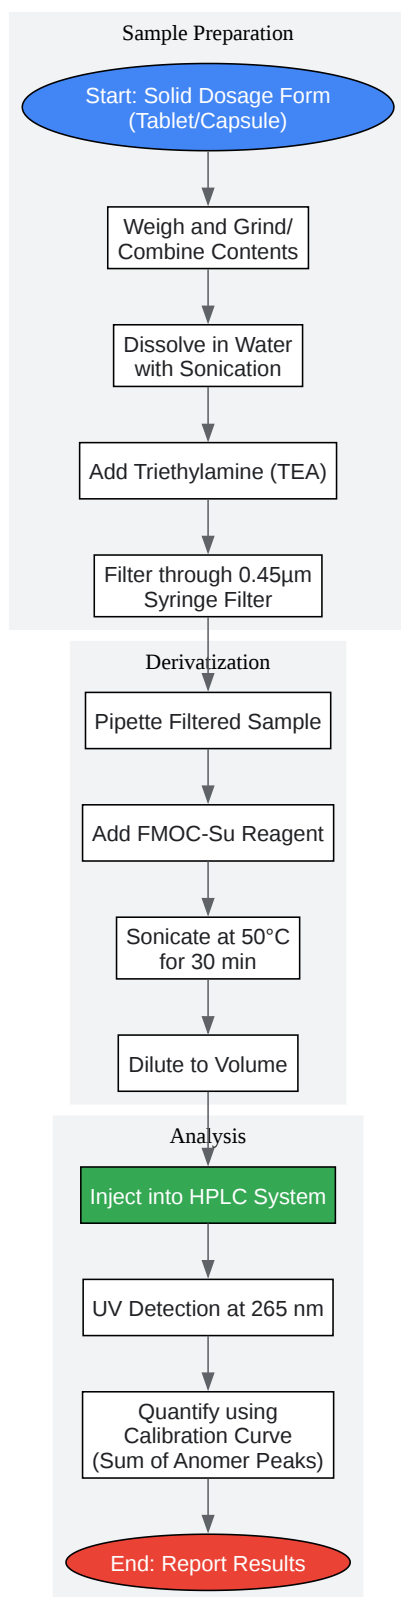 Sample Preparation
Start: Solid Dosage Form
(Tablet/Capsule)
Weigh and Grind/
Combine Contents
Dissolve in Water
with Sonication
Add Triethylamine (TEA)
Filter through 0.45µm
Syringe Filter
Derivatization
Pipette Filtered Sample
Add FMOC-Su Reagent
Sonicate at 50°C
for 30 min
Dilute to Volume
Analysis
Inject into HPLC System
UV Detection at 265 nm
Quantify using
Calibration Curve
(Sum of Anomer Peaks)
End: Report Results